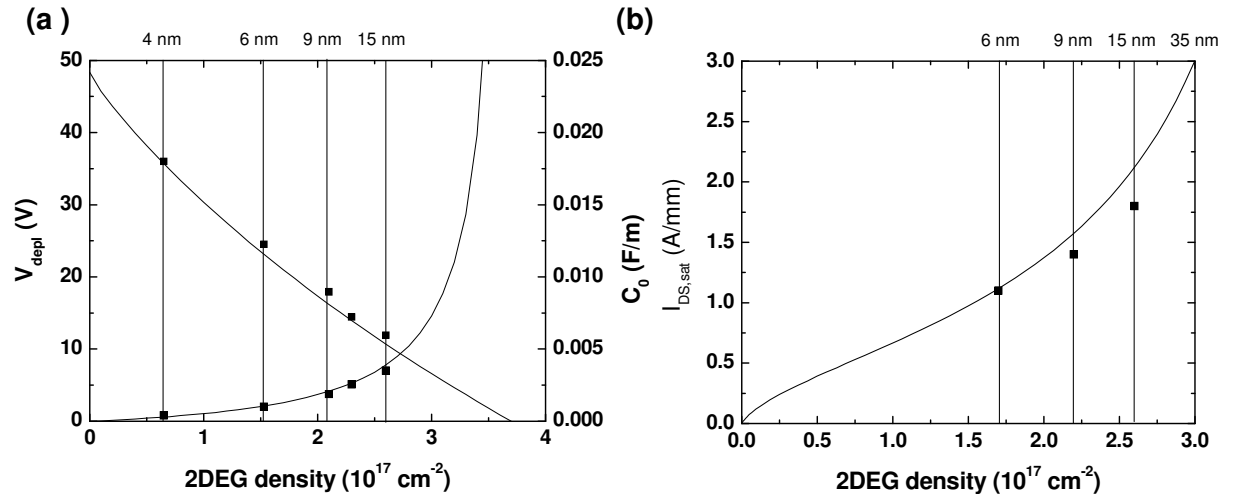 (a )
4 nm 6 nm 9 nm 15 nm
50
40
30
20
10
0
V_depl (V)
0.025
0.020
0.015
0.010
0.005
0.000
C_0 (F/m)
0 1 2 3 4
2DEG density (10^17 cm^-2)
(b)
6 nm 9 nm 15 nm 35 nm
3.0
2.5
2.0
1.5
1.0
0.5
0.0
I_DS,sat (A/mm)
0.0 0.5 1.0 1.5 2.0 2.5 3.0
2DEG density (10^17 cm^-2)